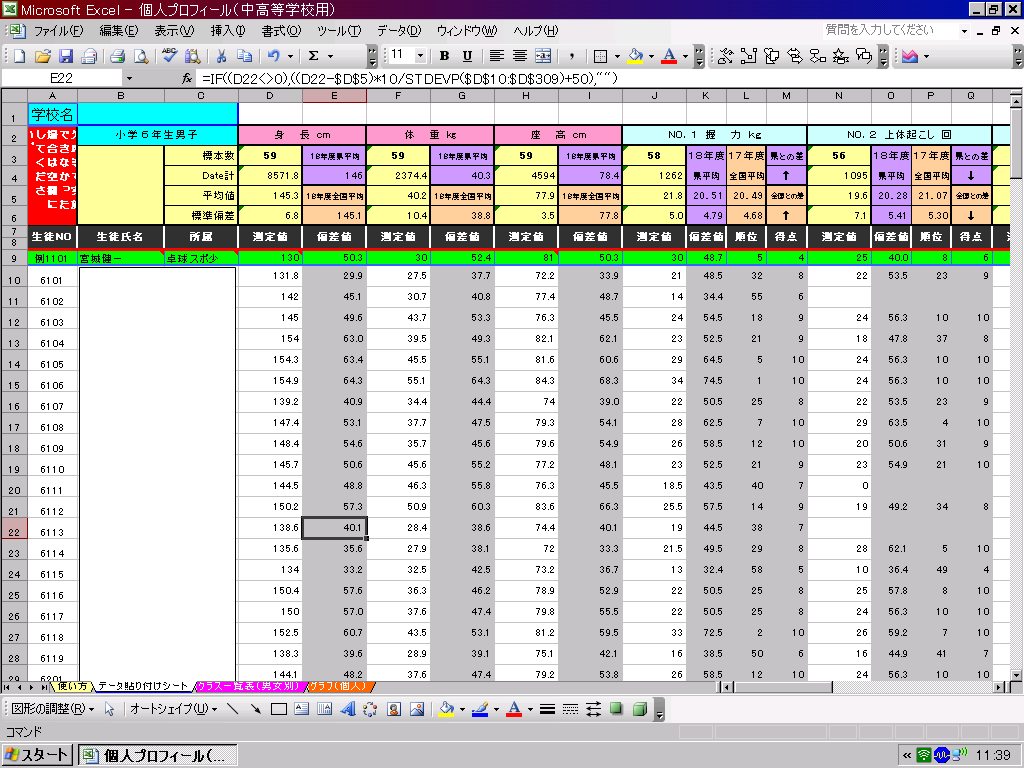 Microsoft Excel - 個人プロフィール(中高等学校用)
ファイル(F) 編集(E) 表示(V) 挿入(I) 書式(O) ツール(T) データ(D) ウィンドウ(W) ヘルプ(H) 質問を入力してください
11 B U
E22 fx =IF((D22<>0),((D22-$D$5)*10/STDEVP($D$10:$D$309)+50),"")
A B C D E F G H I J K L M N O P Q
1 学校名
2 小学6年生男子 身 長 cm 体 重 kg 座 高 cm NO.1 握 力 kg NO.2 上体起こし 回
3 標本数 59 18年度県平均 59 18年度県平均 59 18年度県平均 58 18年度 17年度 県との差 56 18年度 17年度 県との差
4 Date計 8571.8 146 2374.4 40.3 4594 78.4 1262 県平均 全国平均 ↑ 1095 県平均 全国平均 ↓
5 平均値 145.3 18年度全国平均 40.2 18年度全国平均 77.9 18年度全国平均 21.8 20.51 20.49 全国との差 19.6 20.28 21.07 全国との差
6 標準偏差 6.8 145.1 10.4 38.8 3.5 77.8 5.0 4.79 4.68 ↑ 7.1 5.41 5.30 ↓
7
8 生徒NO 生徒氏名 所属 測定値 偏差値 測定値 偏差値 測定値 偏差値 測定値 偏差値 順位 得点 測定値 偏差値 順位 得点
9 例1101 宮城健一 卓球スポ少 130 50.3 30 52.4 81 50.3 30 48.7 5 4 25 40.0 8 6
10 6101 131.8 29.9 27.5 37.7 72.2 33.9 21 48.5 32 8 22 53.5 23 9
11 6102 142 45.1 30.7 40.8 77.4 48.7 14 34.4 55 6
12 6103 145 49.6 43.7 53.3 76.3 45.5 24 54.5 18 9 24 56.3 10 10
13 6104 154 63.0 39.5 49.3 82.1 62.1 23 52.5 21 9 18 47.8 37 8
14 6105 154.3 63.4 45.5 55.1 81.6 60.6 29 64.5 5 10 24 56.3 10 10
15 6106 154.9 64.3 55.1 64.3 84.3 68.3 34 74.5 1 10 24 56.3 10 10
16 6107 139.2 40.9 34.4 44.4 74 39.0 22 50.5 25 8 22 53.5 23 9
17 6108 147.4 53.1 37.7 47.5 79.3 54.1 28 62.5 7 10 29 63.5 4 10
18 6109 148.4 54.6 35.7 45.6 79.6 54.9 26 58.5 12 10 20 50.6 31 9
19 6110 145.7 50.6 45.6 55.2 77.2 48.1 23 52.5 21 9 23 54.9 21 10
20 6111 144.5 48.8 46.3 55.8 76.3 45.5 18.5 43.5 40 7 0
21 6112 150.2 57.3 50.9 60.3 83.6 66.3 25.5 57.5 14 9 19 49.2 34 8
22 6113 138.6 40.1 28.4 38.6 74.4 40.1 19 44.5 38 7
23 6114 135.6 35.6 27.9 38.1 72 33.3 21.5 49.5 29 8 28 62.1 5 10
24 6115 134 33.2 32.5 42.5 73.2 36.7 13 32.4 58 5 10 36.4 49 4
25 6116 150.4 57.6 36.3 46.2 78.9 52.9 22 50.5 25 8 25 57.8 8 10
26 6117 150 57.0 37.6 47.4 79.8 55.5 22 50.5 25 8 24 56.3 10 10
27 6118 152.5 60.7 43.5 53.1 81.2 59.5 33 72.5 2 10 26 59.2 7 10
28 6119 138.3 39.6 28.9 39.1 75.1 42.1 16 38.5 50 6 16 44.9 41 7
29 6201 144.1 48.2 37.6 47.4 79.2 53.8 26 58.5 12 10 24 56.3 10 10
使い方 データ貼り付けシート クラス一覧表(男女別) グラフ(個人)
図形の調整(R) オートシェイプ(U)
コマンド
スタート 個人プロフィール(... « 11:39